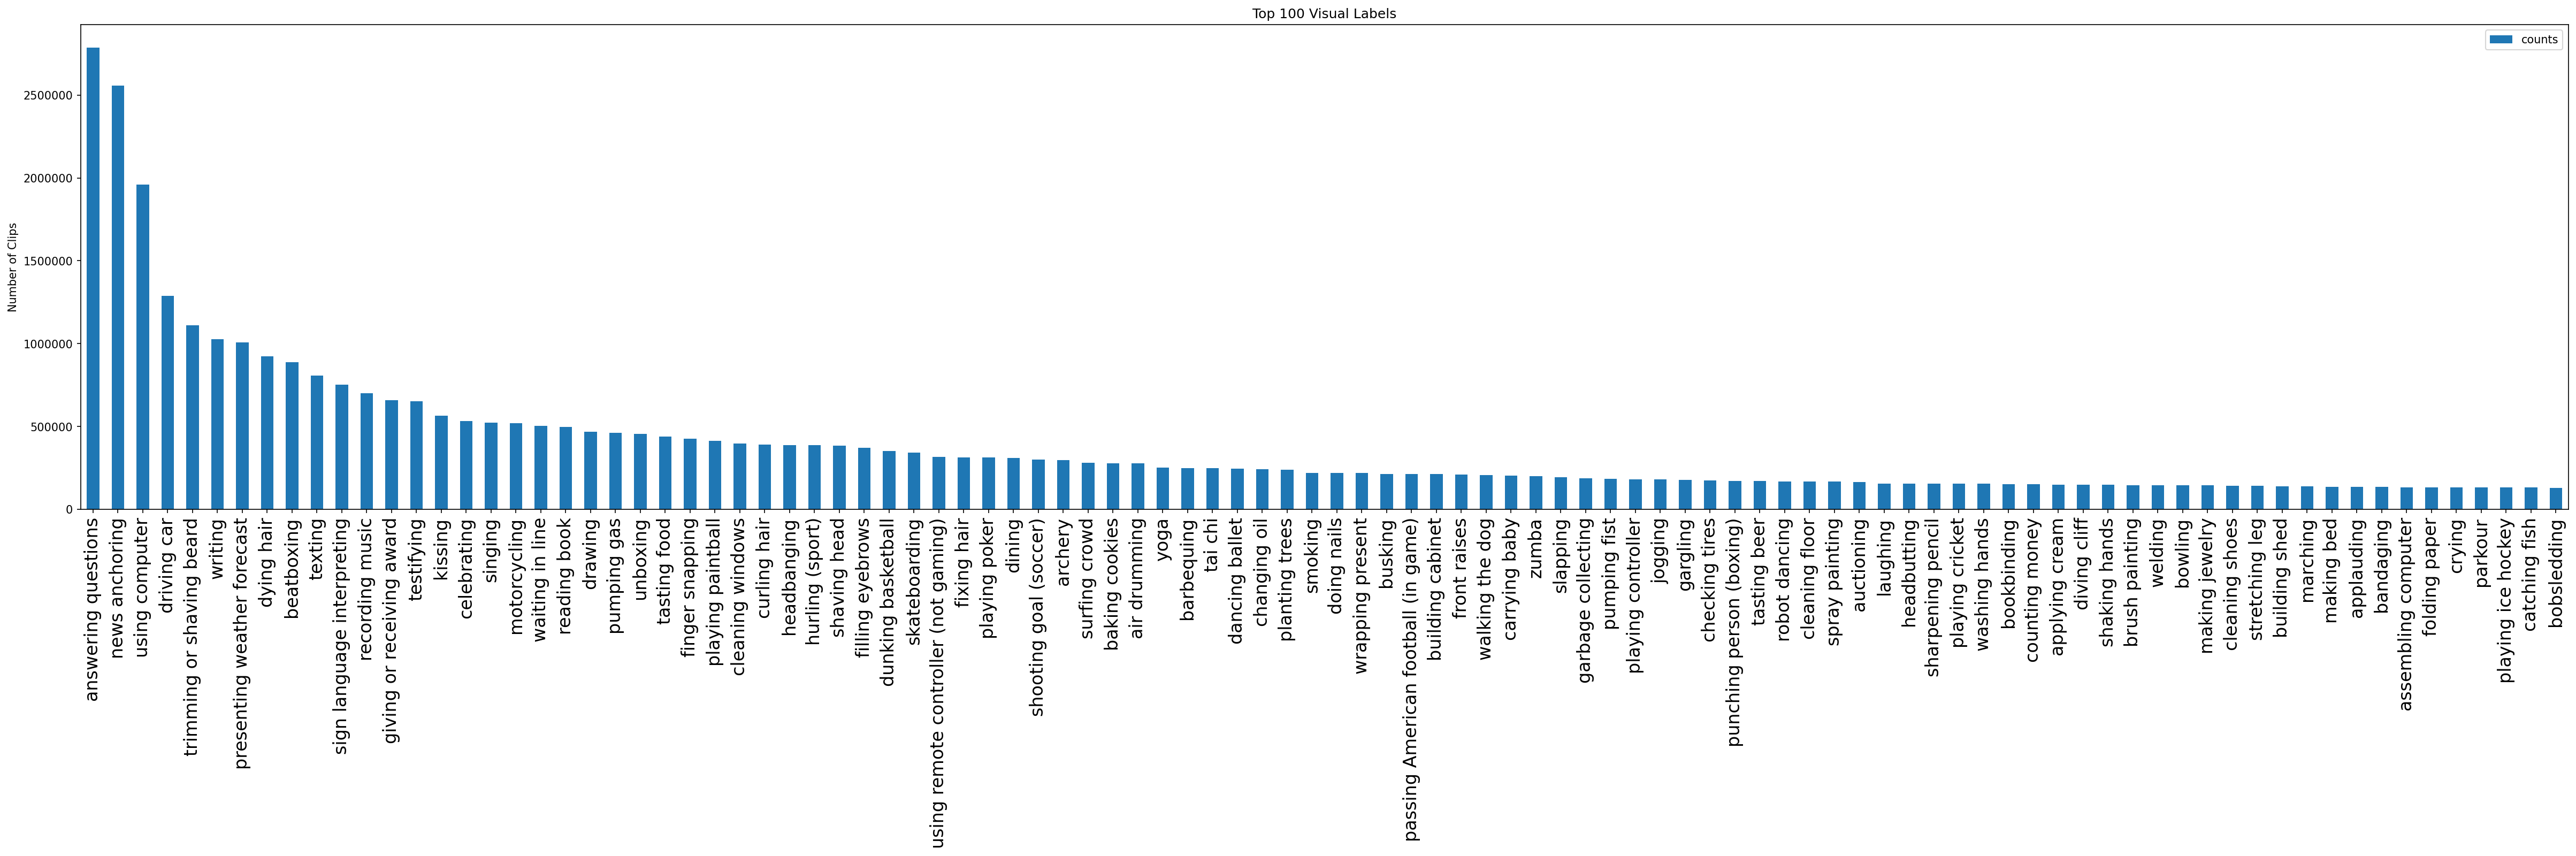 Top 100 Visual Labels
counts
Number of Clips
2500000
2000000
1500000
1000000
500000
0
answering questions
news anchoring
using computer
driving car
trimming or shaving beard
writing
presenting weather forecast
dying hair
beatboxing
texting
sign language interpreting
recording music
giving or receiving award
testifying
kissing
celebrating
singing
motorcycling
waiting in line
reading book
drawing
pumping gas
unboxing
tasting food
finger snapping
playing paintball
cleaning windows
curling hair
headbanging
hurling (sport)
shaving head
filling eyebrows
dunking basketball
skateboarding
using remote controller (not gaming)
fixing hair
playing poker
dining
shooting goal (soccer)
archery
surfing crowd
baking cookies
air drumming
yoga
barbequing
tai chi
dancing ballet
changing oil
planting trees
smoking
doing nails
wrapping present
busking
passing American football (in game)
building cabinet
front raises
walking the dog
carrying baby
zumba
slapping
garbage collecting
pumping fist
playing controller
jogging
gargling
checking tires
punching person (boxing)
tasting beer
robot dancing
cleaning floor
spray painting
auctioning
laughing
headbutting
sharpening pencil
playing cricket
washing hands
bookbinding
counting money
applying cream
diving cliff
shaking hands
brush painting
welding
bowling
making jewelry
cleaning shoes
stretching leg
building shed
marching
making bed
applauding
bandaging
assembling computer
folding paper
crying
parkour
playing ice hockey
catching fish
bobsledding